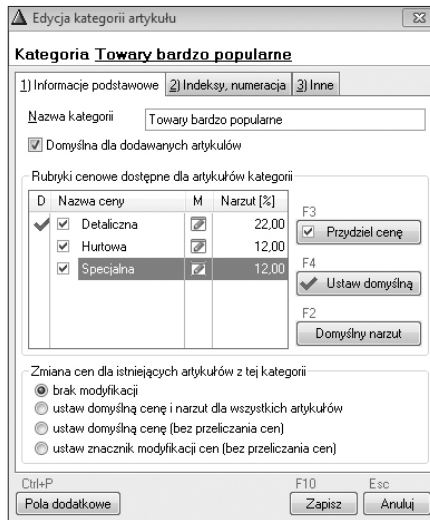 Edycja kategorii artykułu
Kategoria Towary bardzo popularne
1) Informacje podstawowe 2) Indeksy, numeracja 3) Inne
Nazwa kategorii Towary bardzo popularne
Domyślna dla dodawanych artykulów
Rubryki cenowe dostępne dla artykułów kategorii
D Nazwa ceny M Narzut [%]
Detaliczna 22,00
Hurtowa 12,00
Specjalna 12,00
F3
Przydziel cenę
F4
Ustaw domyślną
F2
Domyślny narzut
Zmiana cen dla istniejących artykułów z tej kategorii
brak modyfikacji
ustaw domyślną cenę i narzut dla wszystkich artykułów
ustaw domyślną cenę (bez przeliczania cen)
ustaw znacznik modyfikacji cen (bez przeliczania cen)
Ctrl+P F10 Esc
Pola dodatkowe Zapisz Anuluj